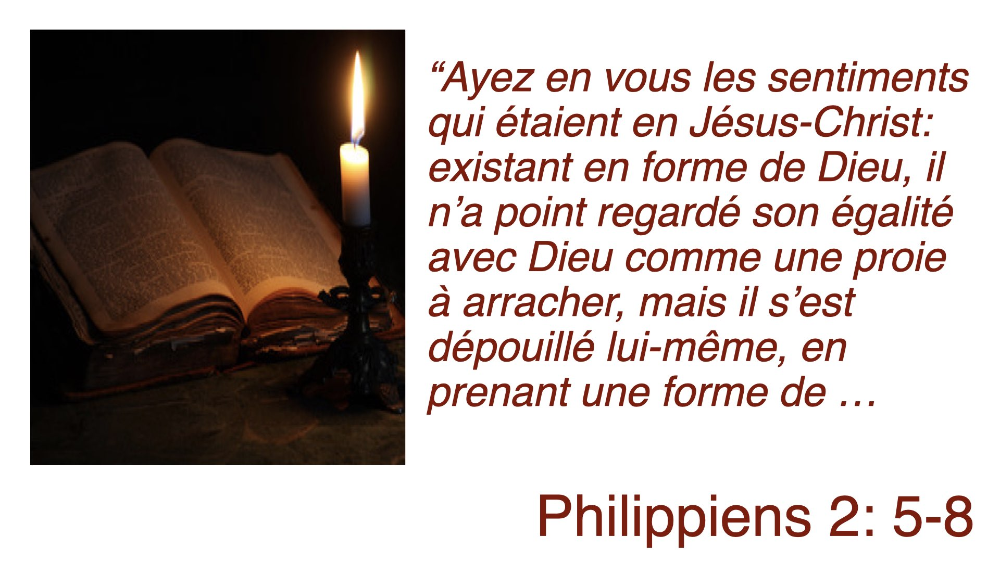 “Ayez en vous les sentiments
qui étaient en Jésus-Christ:
existant en forme de Dieu, il
n’a point regardé son égalité
avec Dieu comme une proie
à arracher, mais il s’est
dépouillé lui-même, en
prenant une forme de …
Philippiens 2: 5-8